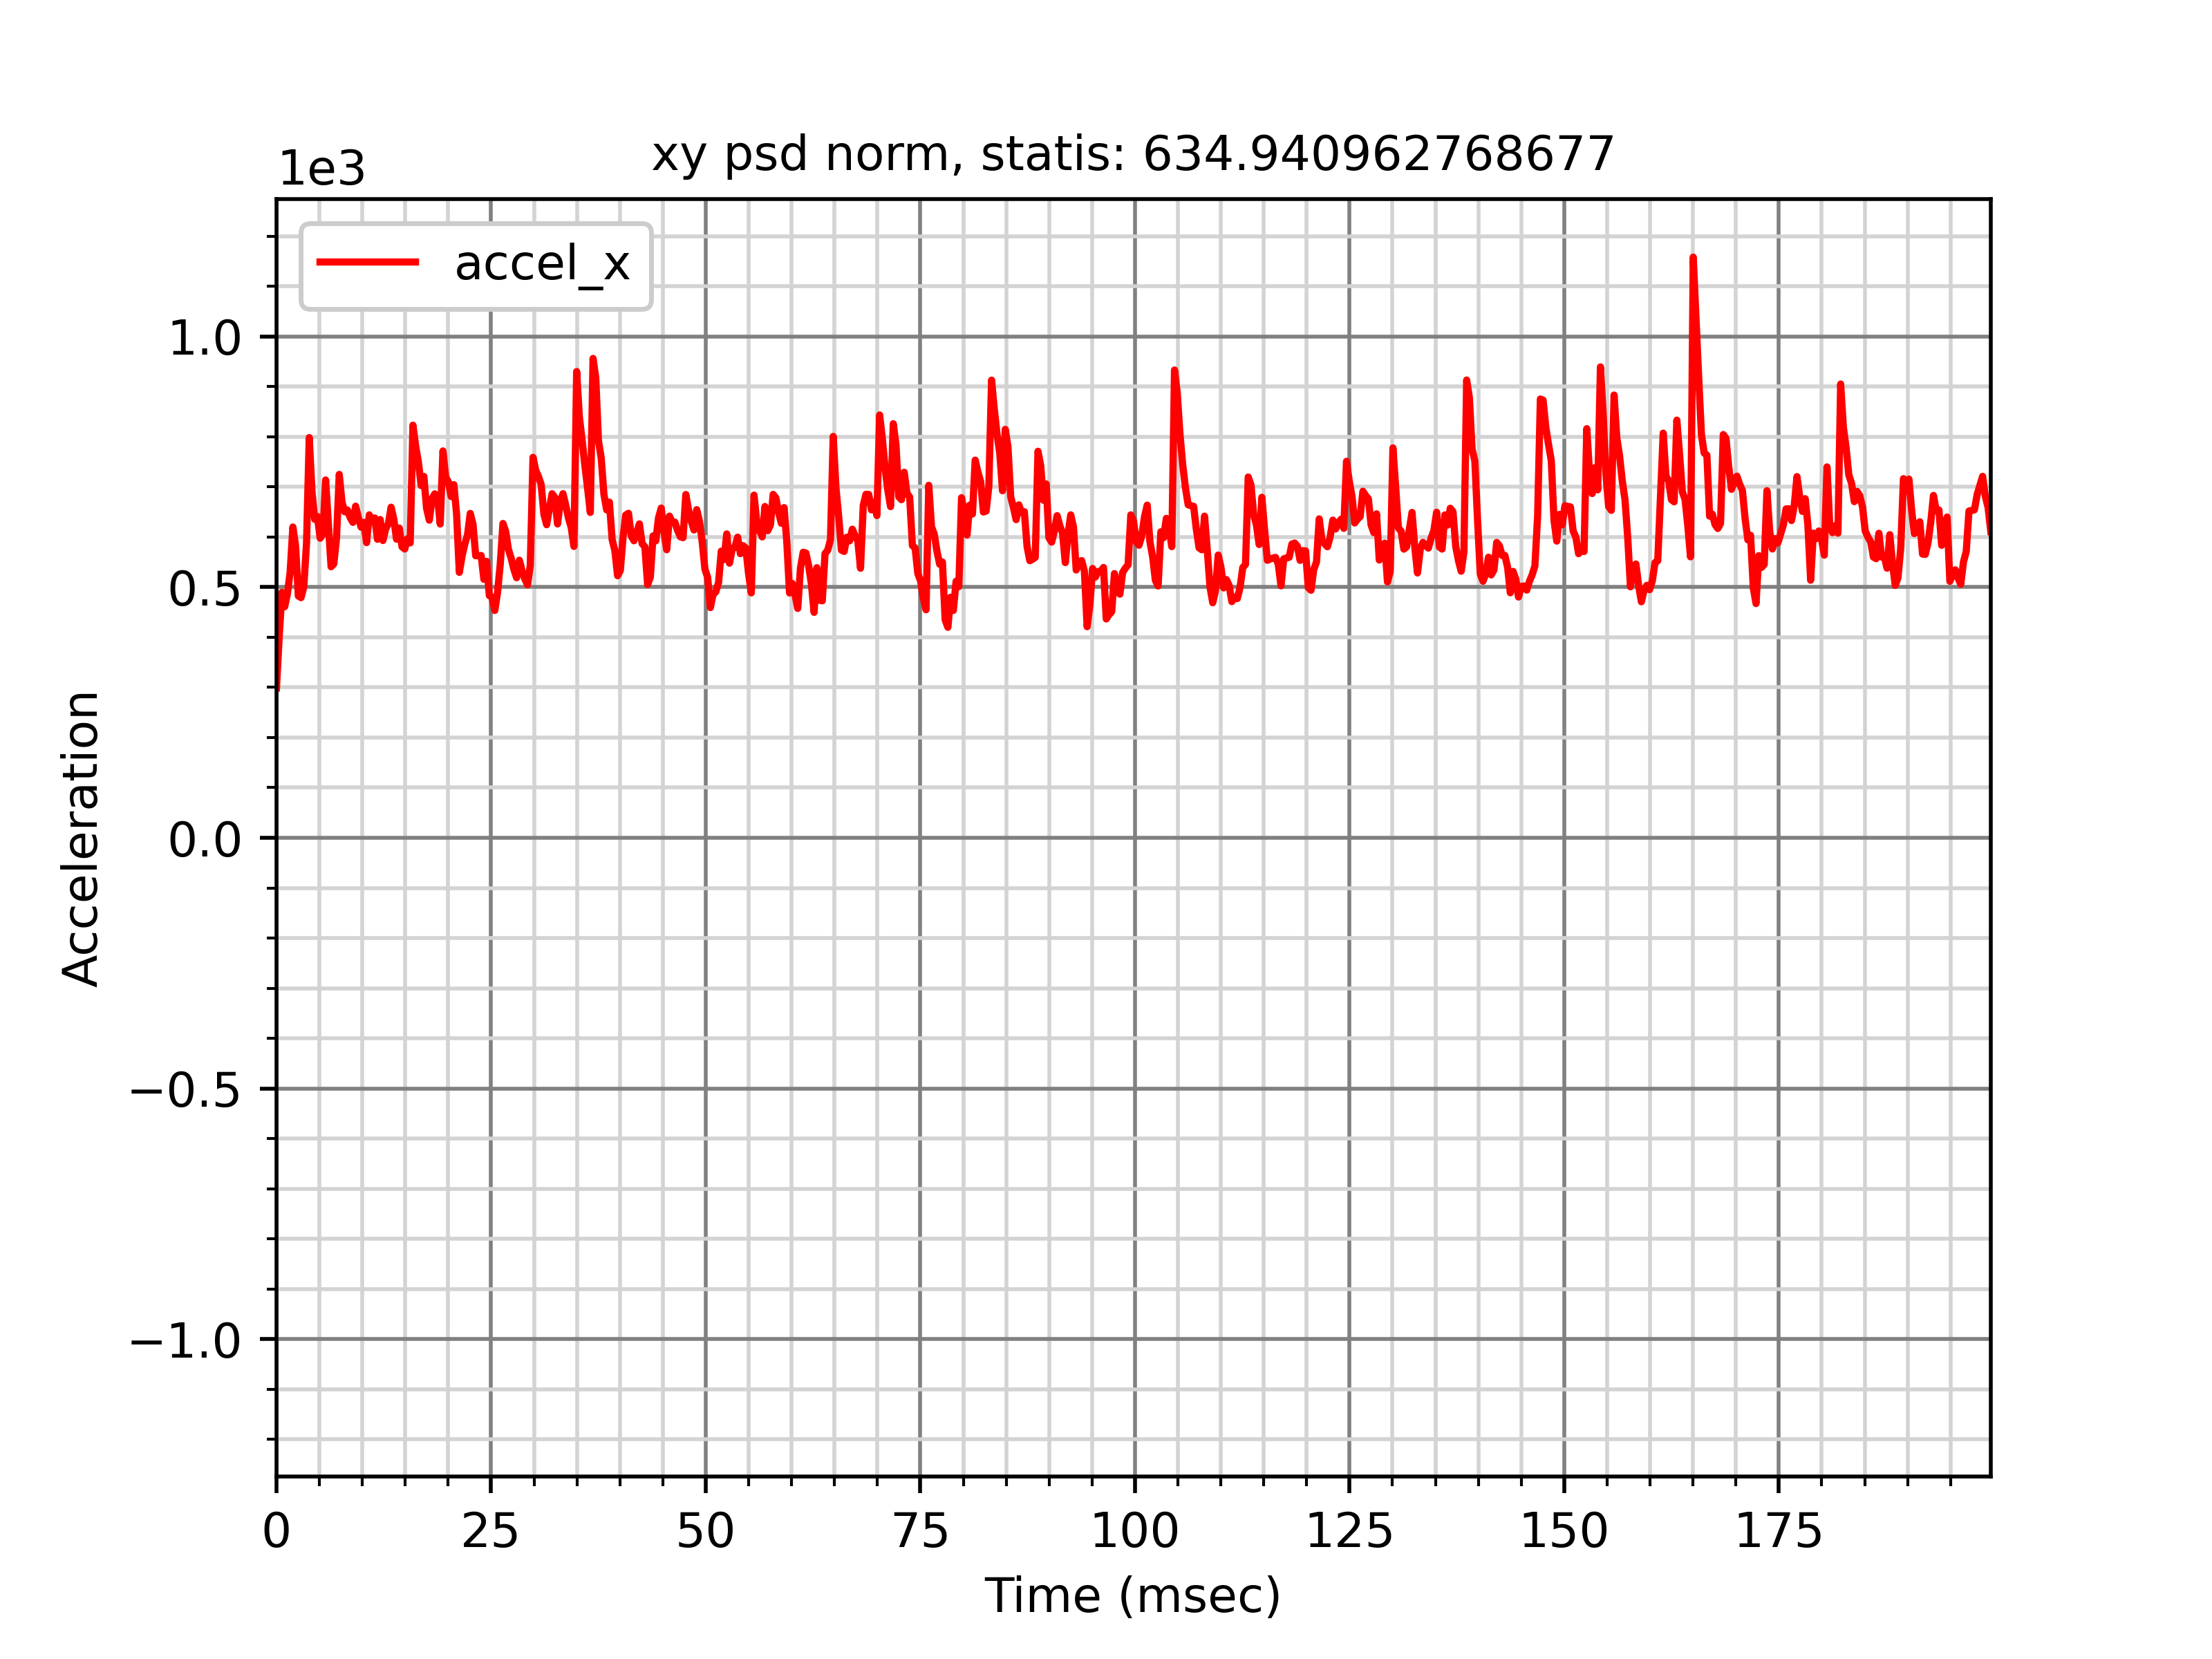 xy psd norm, statis: 634.940962768677
1e3
accel_x
1.0
0.5
0.0
−0.5
−1.0
Acceleration
0 25 50 75 100 125 150 175
Time (msec)